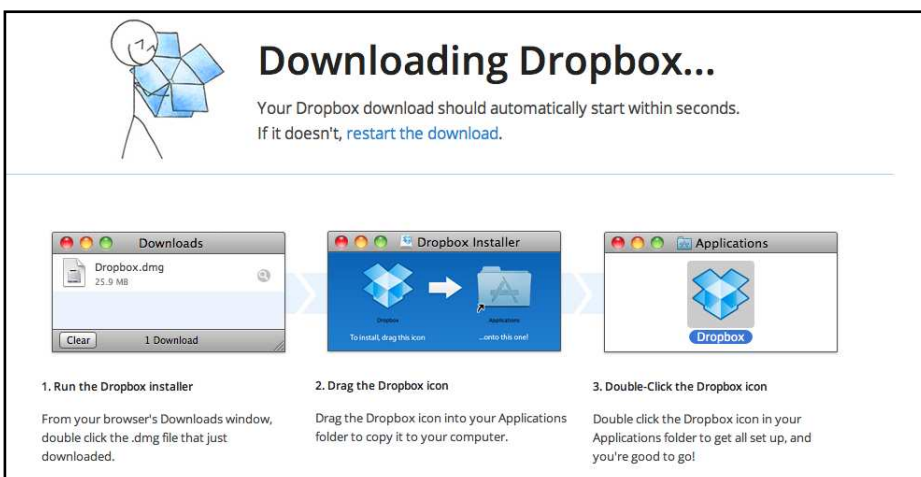 Downloading Dropbox...
Your Dropbox download should automatically start within seconds.
If it doesn't, restart the download.
Downloads
Dropbox.dmg
25.9 MB
Clear
1 Download
Dropbox Installer
Dropbox
Applications
To install, drag this icon
...onto this one!
Applications
Dropbox
1. Run the Dropbox installer
From your browser's Downloads window,
double click the .dmg file that just
downloaded.
2. Drag the Dropbox icon
Drag the Dropbox icon into your Applications
folder to copy it to your computer.
3. Double-Click the Dropbox icon
Double click the Dropbox icon in your
Applications folder to get all set up, and
you're good to go!